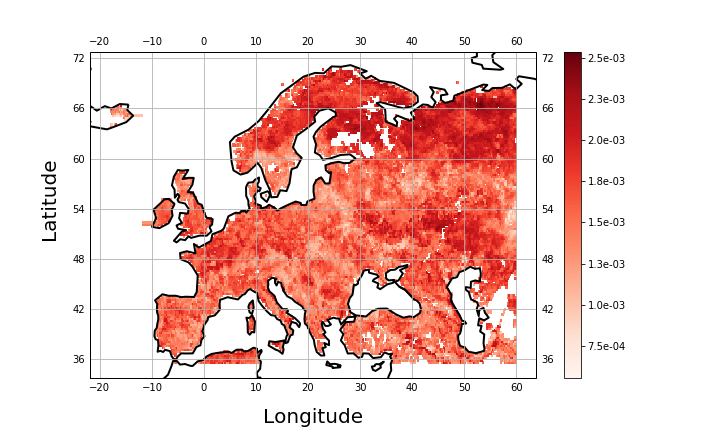 −20 −10 0 10 20 30 40 50 60
72 72 2.5e-03
2.3e-03
66 66
2.0e-03
60 60
1.8e-03
54 54
1.5e-03
48 48
1.3e-03
42 42
1.0e-03
36 36
7.5e-04
−20 −10 0 10 20 30 40 50 60
Latitude
Longitude